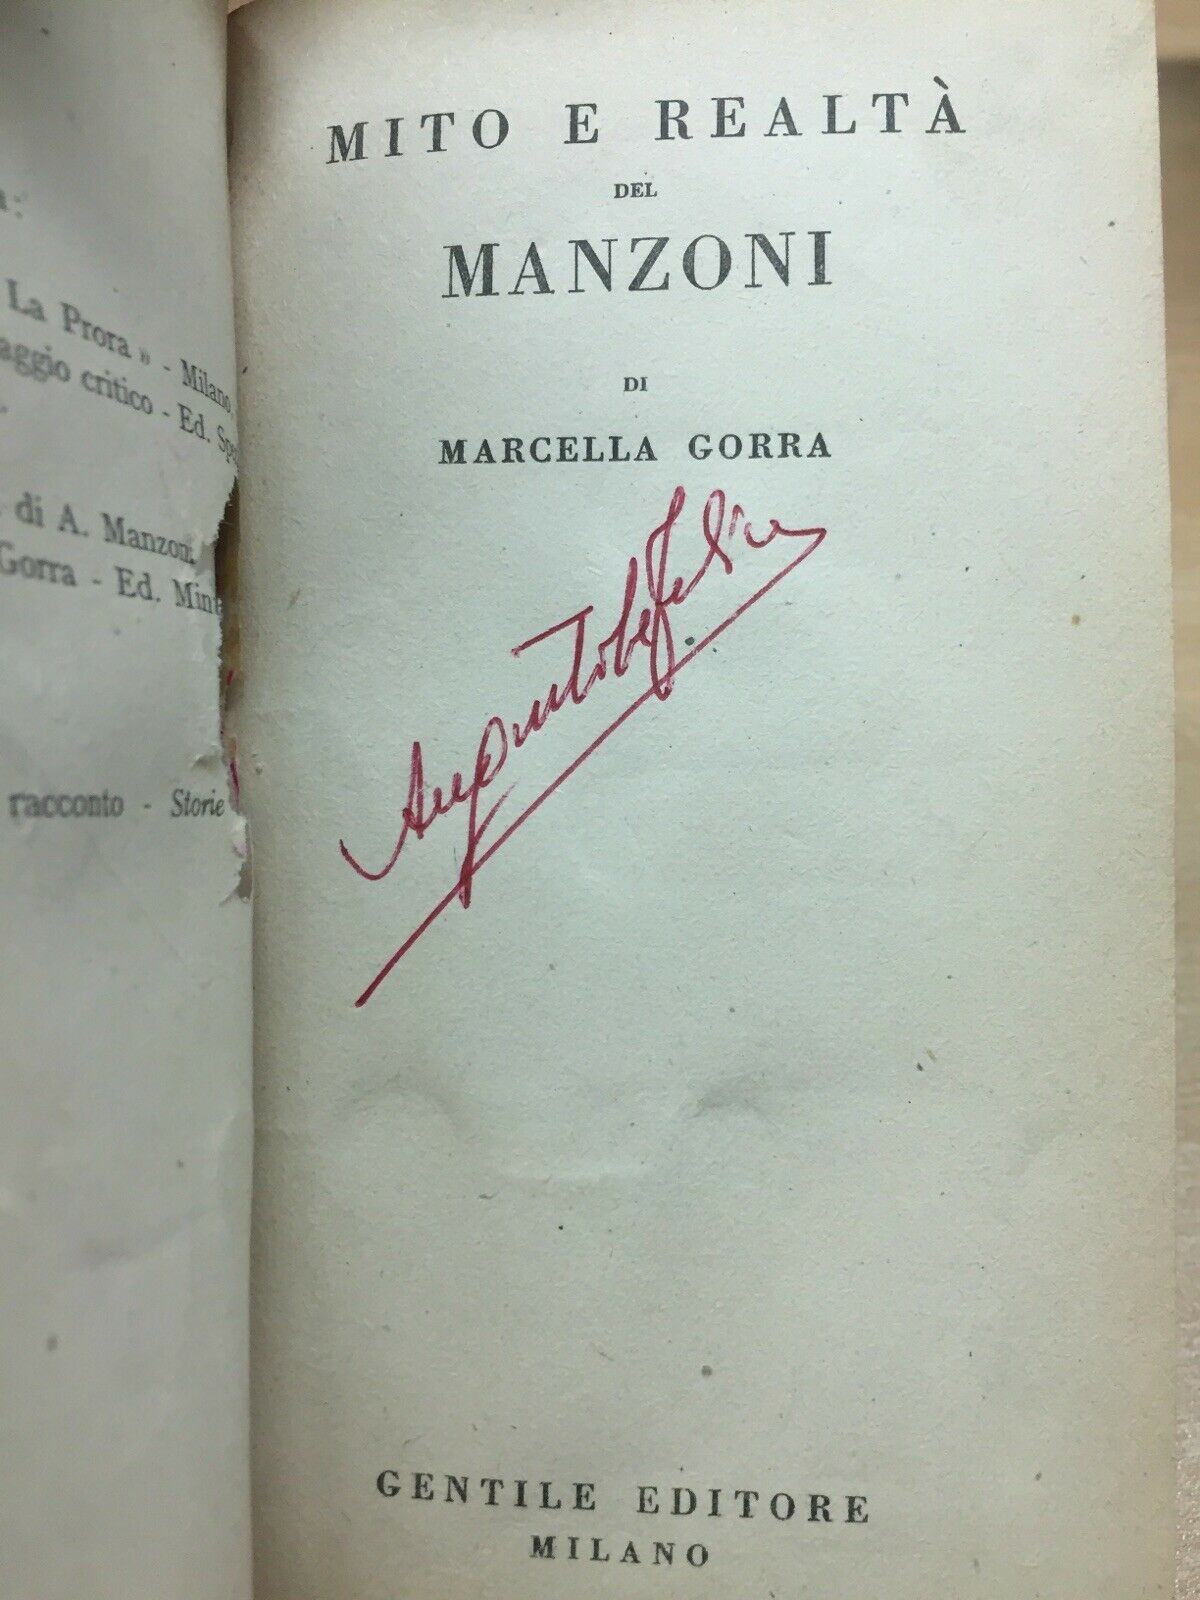 a:
La Prora » - Milano
aggio critico - Ed.
di A. Manzoni.
Gorra - Ed.
racconto - Storie
MITO E REALTÀ
DEL
MANZONI
DI
MARCELLA GORRA
GENTILE EDITORE
MILANO